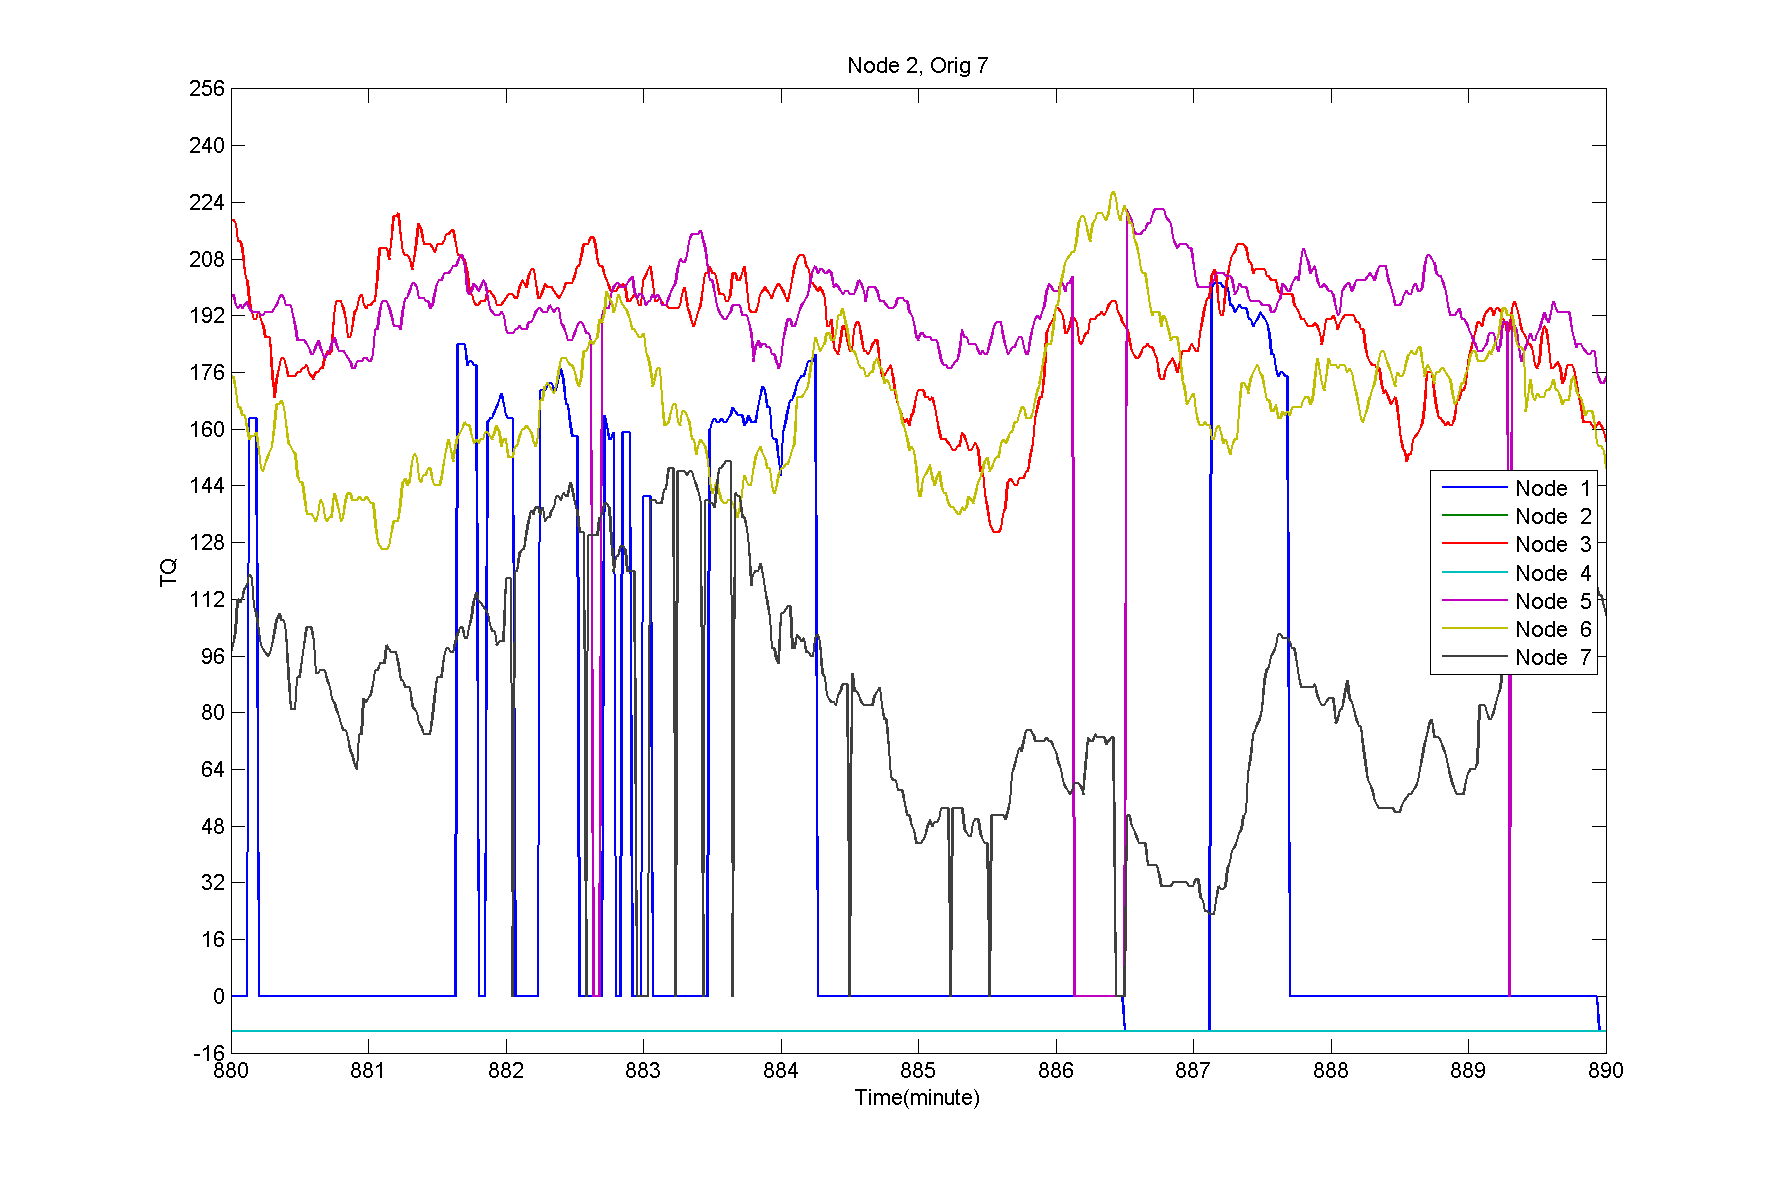 Node 2, Orig 7
256
240
224
208
192
176
160
144
128
112
96
80
64
48
32
16
0
-16
TQ
Node 1
Node 2
Node 3
Node 4
Node 5
Node 6
Node 7
880 881 882 883 884 885 886 887 888 889 890
Time(minute)